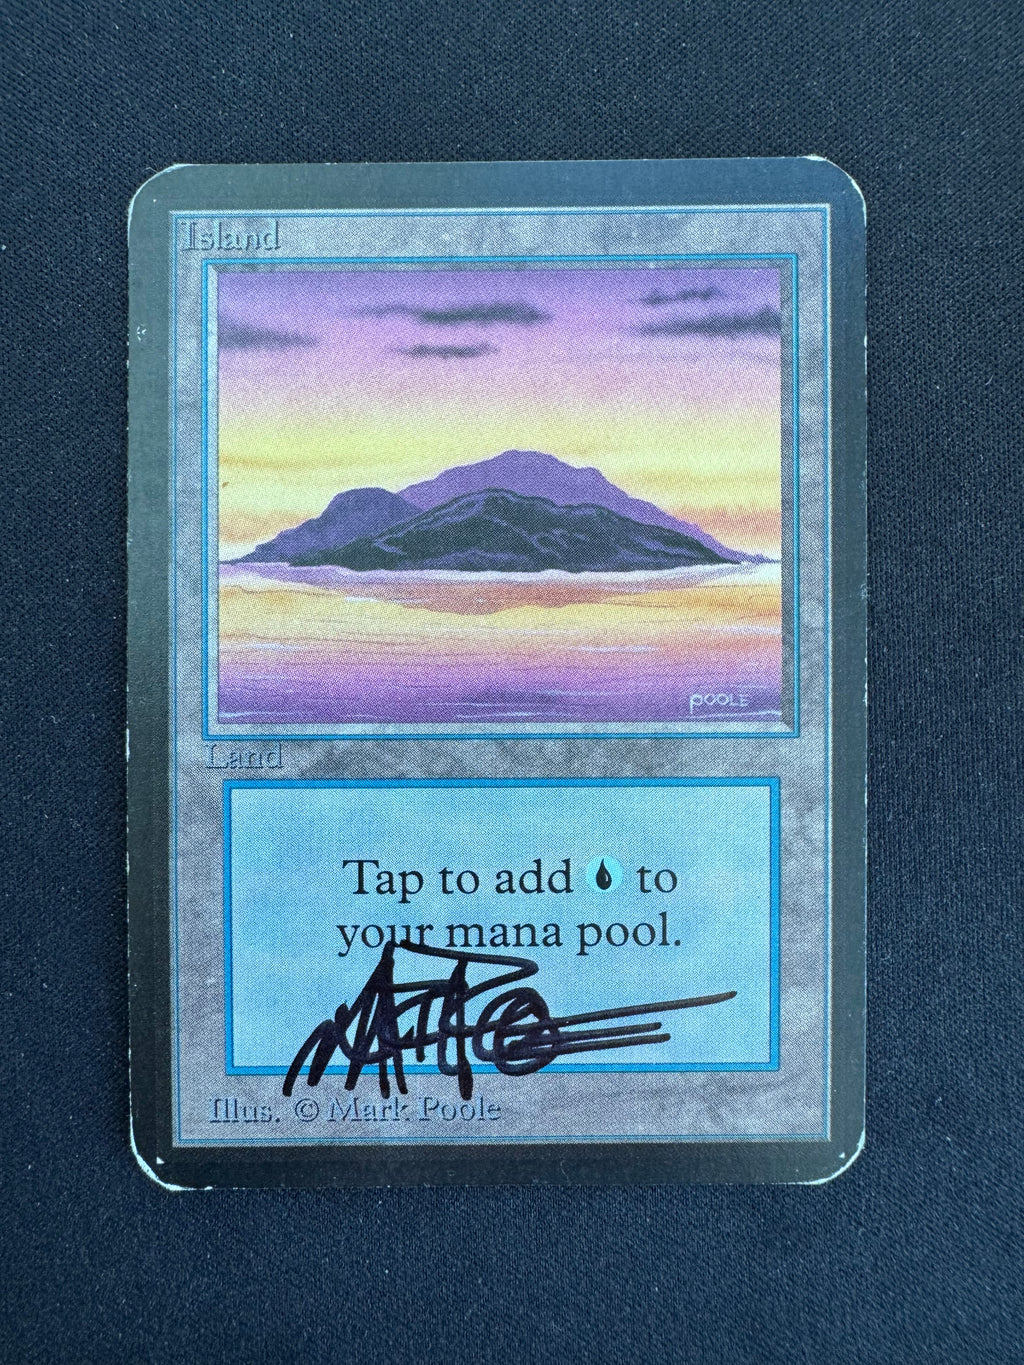 Island
POOLE
Land
Tap to add to
your mana pool.
Illus. © Mark Poole